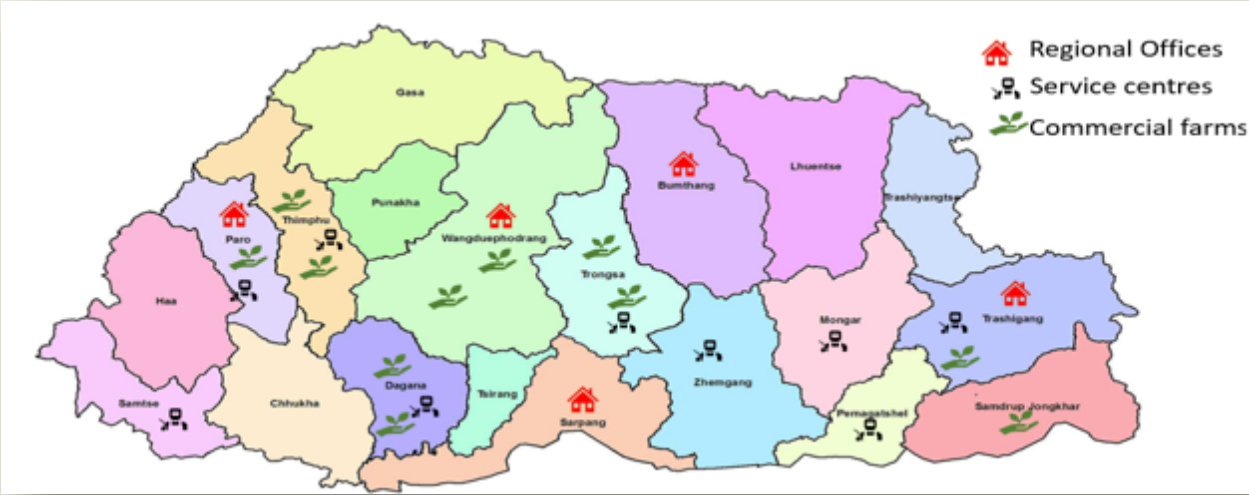 Regional Offices
Service centres
Commercial farms
Gasa
Lhuentse
Bumthang
Trashiyangtse
Punakha
Thimphu
Paro
Wangduephodrang
Trongsa
Haa
Mongar
Trashigang
Zhemgang
Dagana
Tsirang
Chhukha
Samtse
Sarpang
Pemagatshel
Samdrup Jongkhar